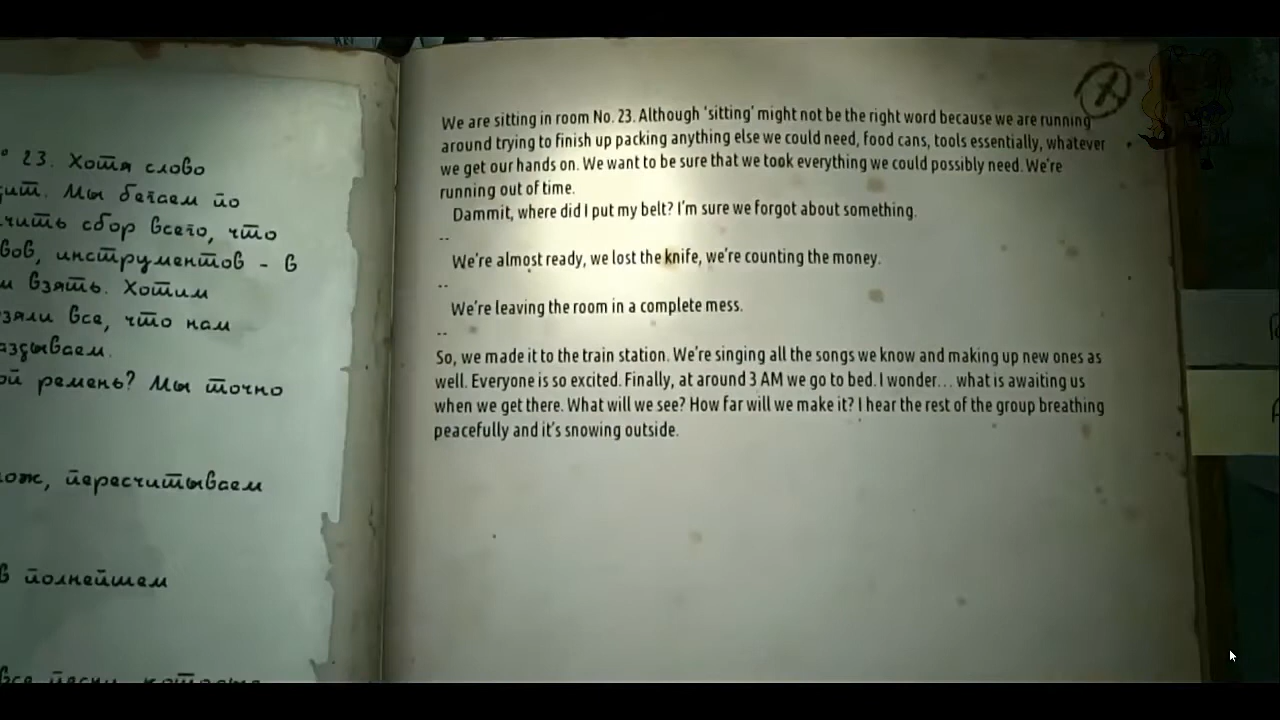 ° 23. Хотя слово
дит. Мы бегаем по
чить сбор всего, что
вов, инструментов - в
и взять. Хотим
зяли все, что нам
аздываем.
ой ремень? Мы точно
ож, пересчитываем
в полнейшем
все песни, которые
We are sitting in room No. 23. Although 'sitting' might not be the right word because we are running
around trying to finish up packing anything else we could need, food cans, tools essentially, whatever
we get our hands on. We want to be sure that we took everything we could possibly need. We're
running out of time.
Dammit, where did I put my belt? I'm sure we forgot about something.
--
We're almost ready, we lost the knife, we're counting the money.
--
We're leaving the room in a complete mess.
--
So, we made it to the train station. We're singing all the songs we know and making up new ones as
well. Everyone is so excited. Finally, at around 3 AM we go to bed. I wonder... what is awaiting us
when we get there. What will we see? How far will we make it? I hear the rest of the group breathing
peacefully and it's snowing outside.